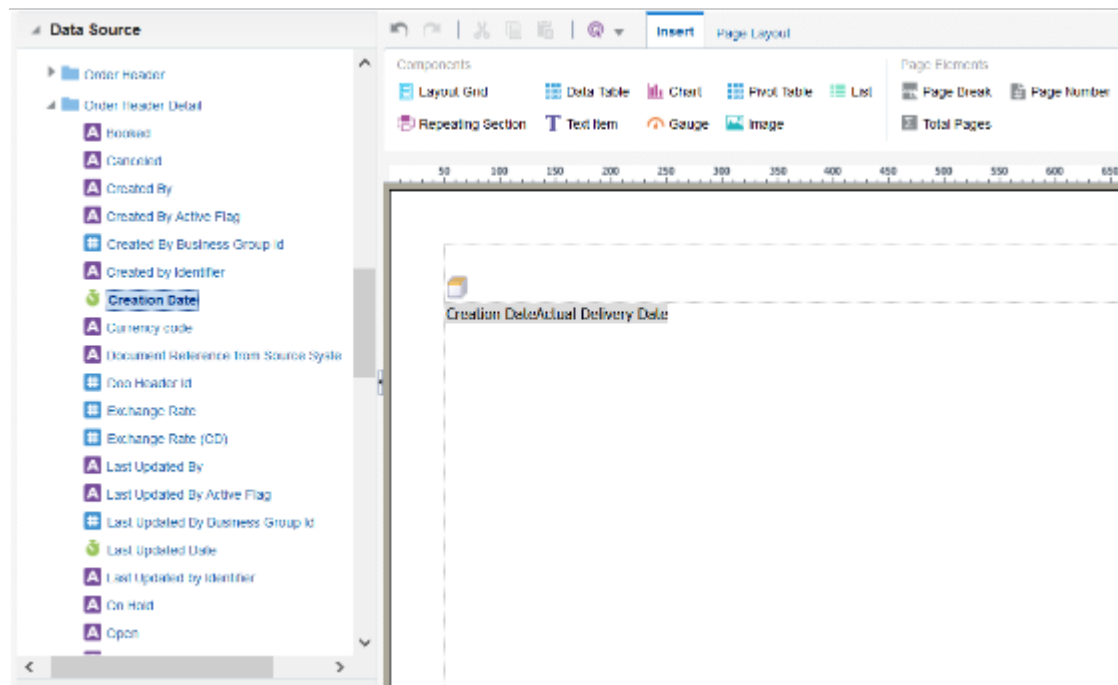 Data Source
Order Header
Order Header Detail
Booked
Canceled
Created By
Created By Active Flag
Created By Business Group Id
Created by Identifier
Creation Date
Currency code
Document Reference from Source Syste
Doo Header Id
Exchange Rate
Exchange Rate (CD)
Last Updated By
Last Updated By Active Flag
Last Updated By Business Group Id
Last Updated Date
Last Updated by Identifier
On Hold
Open
Insert Page Layout
Components Page Elements
Layout Grid Data Table Chart Pivot Table List Page Break Page Number
Repeating Section Text Item Gauge Image Total Pages
50 100 150 200 250 300 350 400 450 500 550 600 650
Creation DateActual Delivery Date